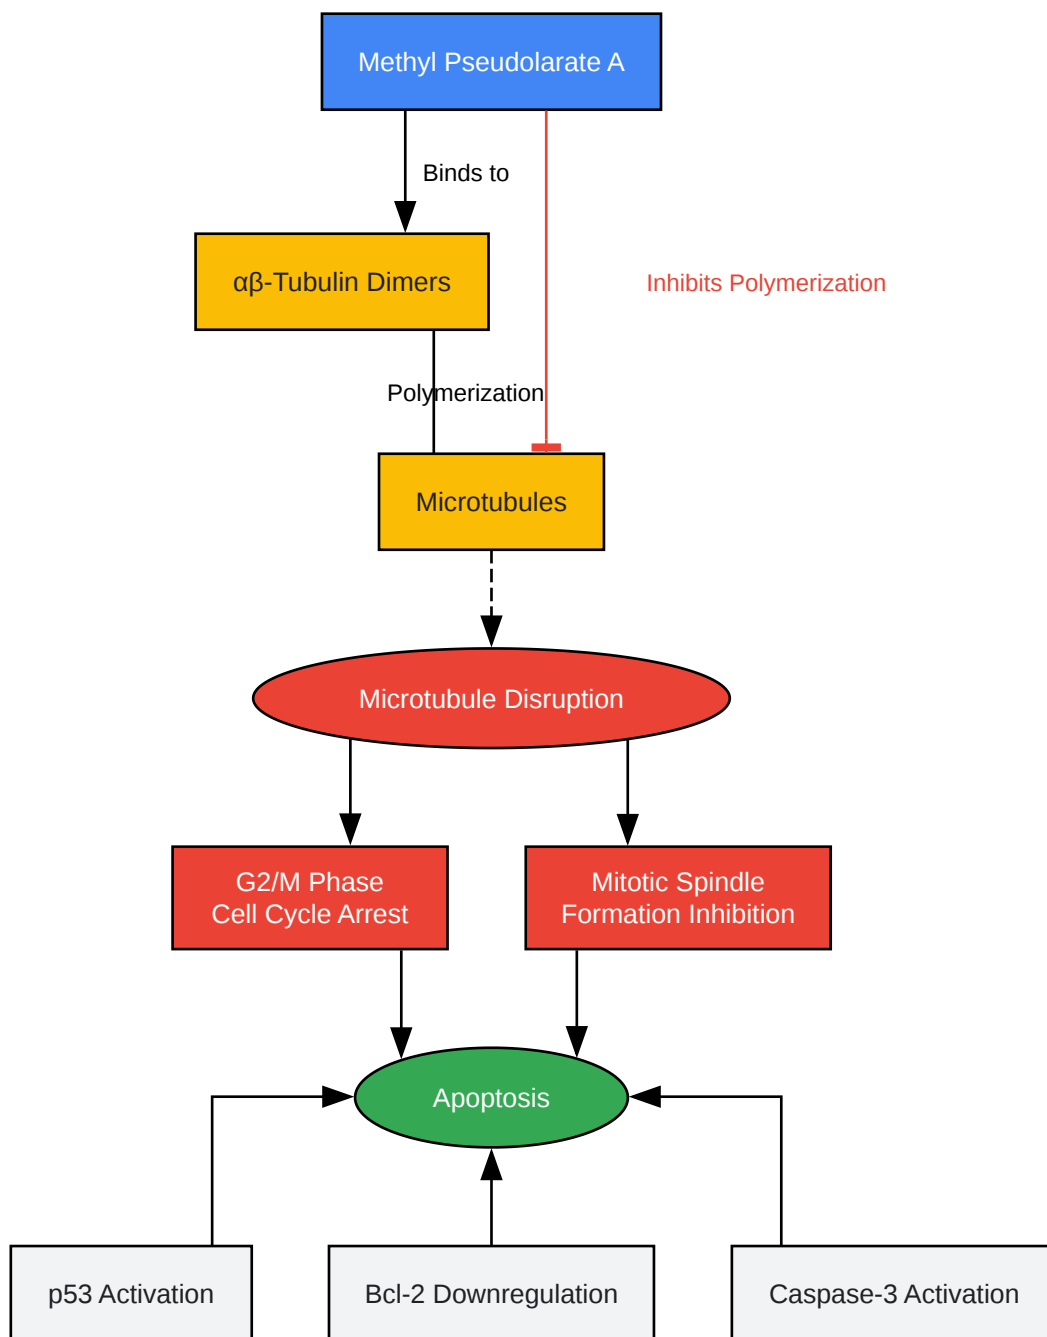 Methyl Pseudolarate A
Binds to
αβ-Tubulin Dimers
Inhibits Polymerization
Polymerization
Microtubules
Microtubule Disruption
G2/M Phase
Cell Cycle Arrest
Mitotic Spindle
Formation Inhibition
Apoptosis
p53 Activation
Bcl-2 Downregulation
Caspase-3 Activation